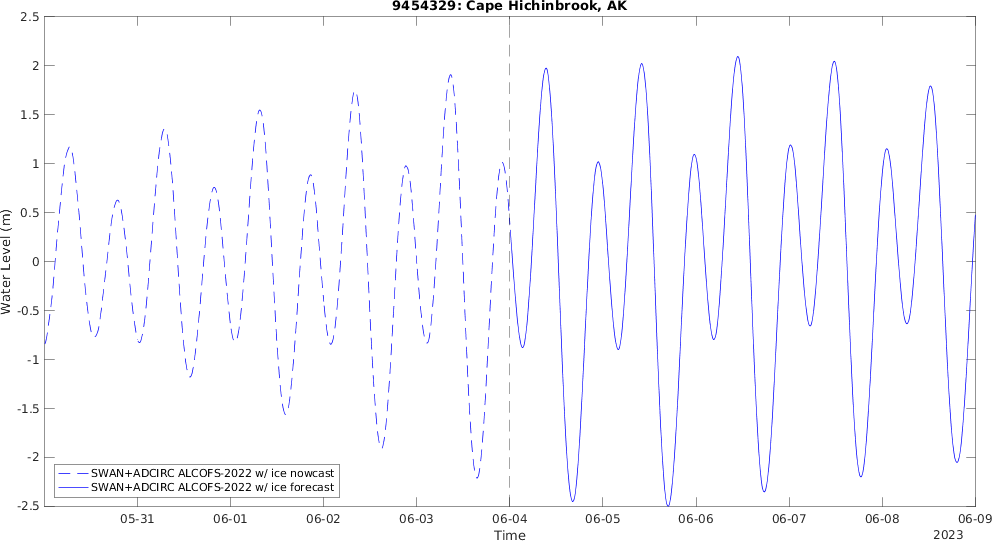 9454329: Cape Hichinbrook, AK
2.5
2
1.5
1
0.5
0
-0.5
-1
-1.5
-2
-2.5
Water Level (m)
SWAN+ADCIRC ALCOFS-2022 w/ ice nowcast
SWAN+ADCIRC ALCOFS-2022 w/ ice forecast
05-31 06-01 06-02 06-03 06-04 06-05 06-06 06-07 06-08 06-09
Time
2023